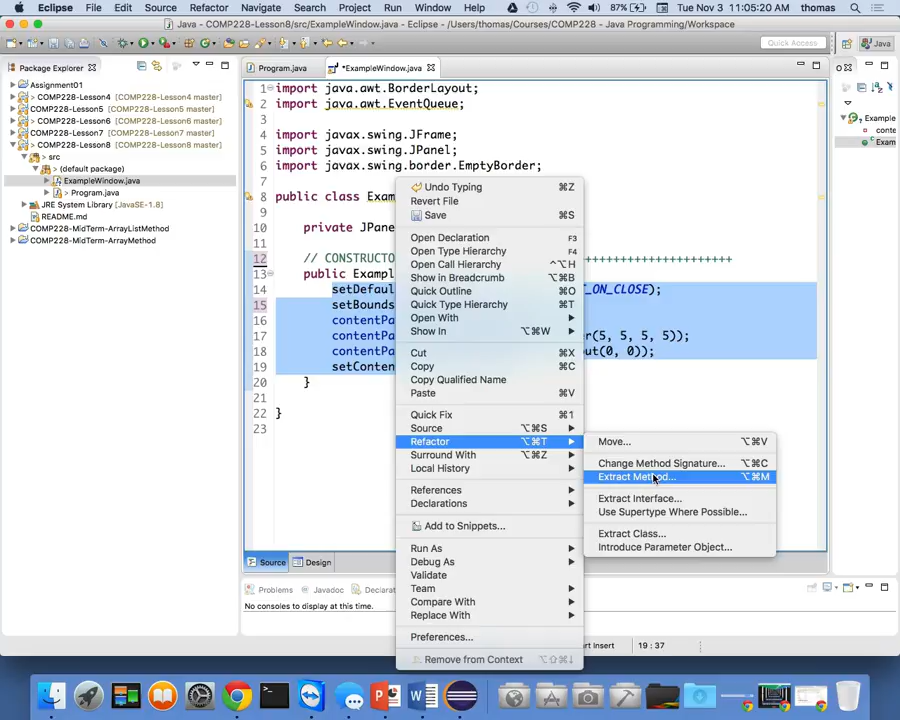 Eclipse File Edit Source Refactor Navigate Search Project Run Window Help 87% Tue Nov 3 11:05:20 AM thomas
Java – COMP228-Lesson8/src/ExampleWindow.java – Eclipse – /Users/thomas/Courses/COMP228 – Java Programming/Workspace
Quick Access
Java
Package Explorer
Assignment01
> COMP228-Lesson4 [COMP228-Lesson4 master]
COMP228-Lesson5 [COMP228-Lesson5 master]
> COMP228-Lesson6 [COMP228-Lesson6 master]
COMP228-Lesson7 [COMP228-Lesson7 master]
> COMP228-Lesson8 [COMP228-Lesson8 master]
> src
> (default package)
ExampleWindow.java
> Program.java
JRE System Library [JavaSE-1.8]
README.md
COMP228-MidTerm-ArrayListMethod
COMP228-MidTerm-ArrayMethod
Program.java
*ExampleWindow.java
1 import java.awt.BorderLayout;
2 import java.awt.EventQueue;
3
4 import javax.swing.JFrame;
5 import javax.swing.JPanel;
6 import javax.swing.border.EmptyBorder;
7
8 public class Exam
9
10 private JPane
11
12 // CONSTRUCTO ++++++++++++++++++++++
13 public Exampl
14 setDefaul T_ON_CLOSE);
15 setBounds
16 contentPa
17 contentPa er(5, 5, 5, 5));
18 contentPa out(0, 0));
19 setConten
20 }
21
22 }
23
Undo Typing ⌘Z
Revert File
Save ⌘S
Open Declaration F3
Open Type Hierarchy F4
Open Call Hierarchy ^⌥H
Show in Breadcrumb ⌥⌘B
Quick Outline ⌘O
Quick Type Hierarchy ⌘T
Open With
Show In ⌥⌘W
Cut ⌘X
Copy ⌘C
Copy Qualified Name
Paste ⌘V
Quick Fix ⌘1
Source ⌥⌘S
Refactor ⌥⌘T
Surround With ⌥⌘Z
Local History
References
Declarations
Add to Snippets...
Run As
Debug As
Validate
Team
Compare With
Replace With
Preferences...
Remove from Context ⌥⇧⌘↓
Move... ⌥⌘V
Change Method Signature... ⌥⌘C
Extract Method... ⌥⌘M
Extract Interface...
Use Supertype Where Possible...
Extract Class...
Introduce Parameter Object...
Example
conte
Exam
Source Design
Problems Javadoc Declarat
No consoles to display at this time.
rt Insert 19 : 37